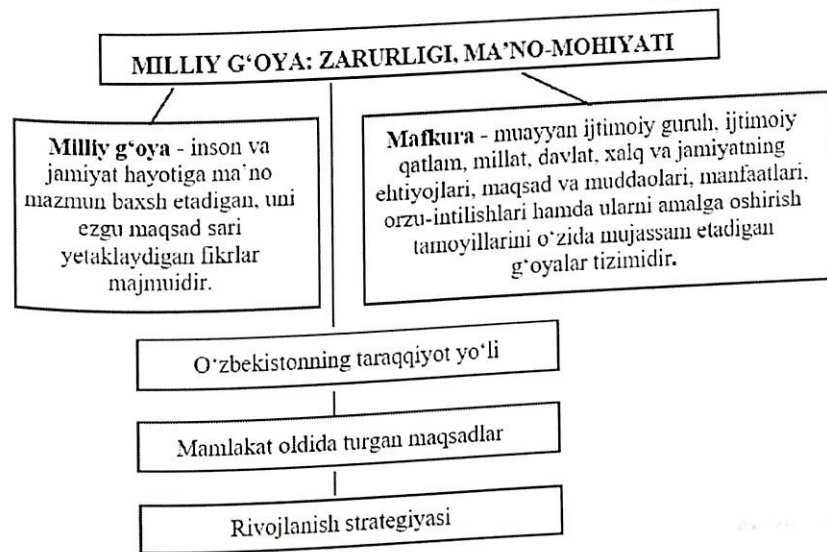 MILLIY G‘OYA: ZARURLIGI, MA’NO-MOHIYATI
Milliy g‘oya - inson va
jamiyat hayotiga ma’no
mazmun baxsh etadigan, uni
ezgu maqsad sari
yetaklaydigan fikrlar
majmuidir.
Mafkura - muayyan ijtimoiy guruh, ijtimoiy
qatlam, millat, davlat, xalq va jamiyatning
ehtiyojlari, maqsad va muddaolari, manfaatlari,
orzu-intilishlari hamda ularni amalga oshirish
tamoyillarini o‘zida mujassam etadigan
g‘oyalar tizimidir.
O‘zbekistonning taraqqiyot yo‘li
Mamlakat oldida turgan maqsadlar
Rivojlanish strategiyasi